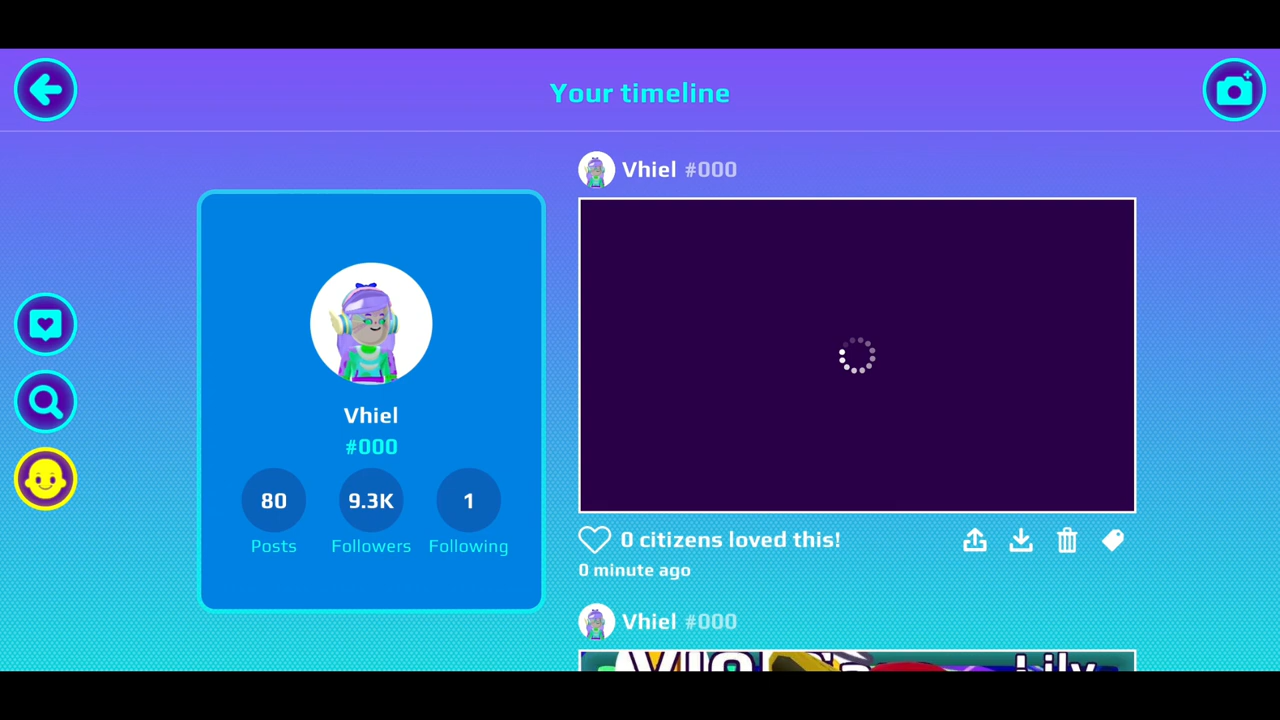 Your timeline
Vhiel #000
Vhiel
#000
80
9.3K
1
Posts
Followers
Following
0 citizens loved this!
0 minute ago
Vhiel #000